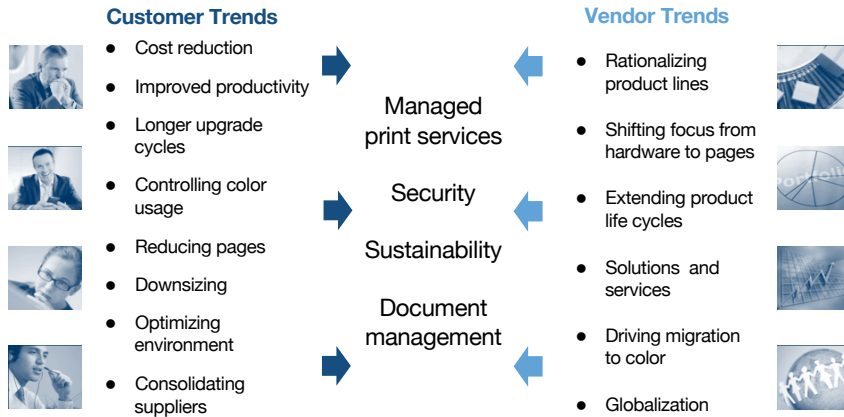 Customer Trends
● Cost reduction
● Improved productivity
● Longer upgrade
cycles
● Controlling color
usage
● Reducing pages
● Downsizing
● Optimizing
environment
● Consolidating
suppliers
Managed
print services
Security
Sustainability
Document
management
Vendor Trends
● Rationalizing
product lines
● Shifting focus from
hardware to pages
● Extending product
life cycles
● Solutions and
services
● Driving migration
to color
● Globalization